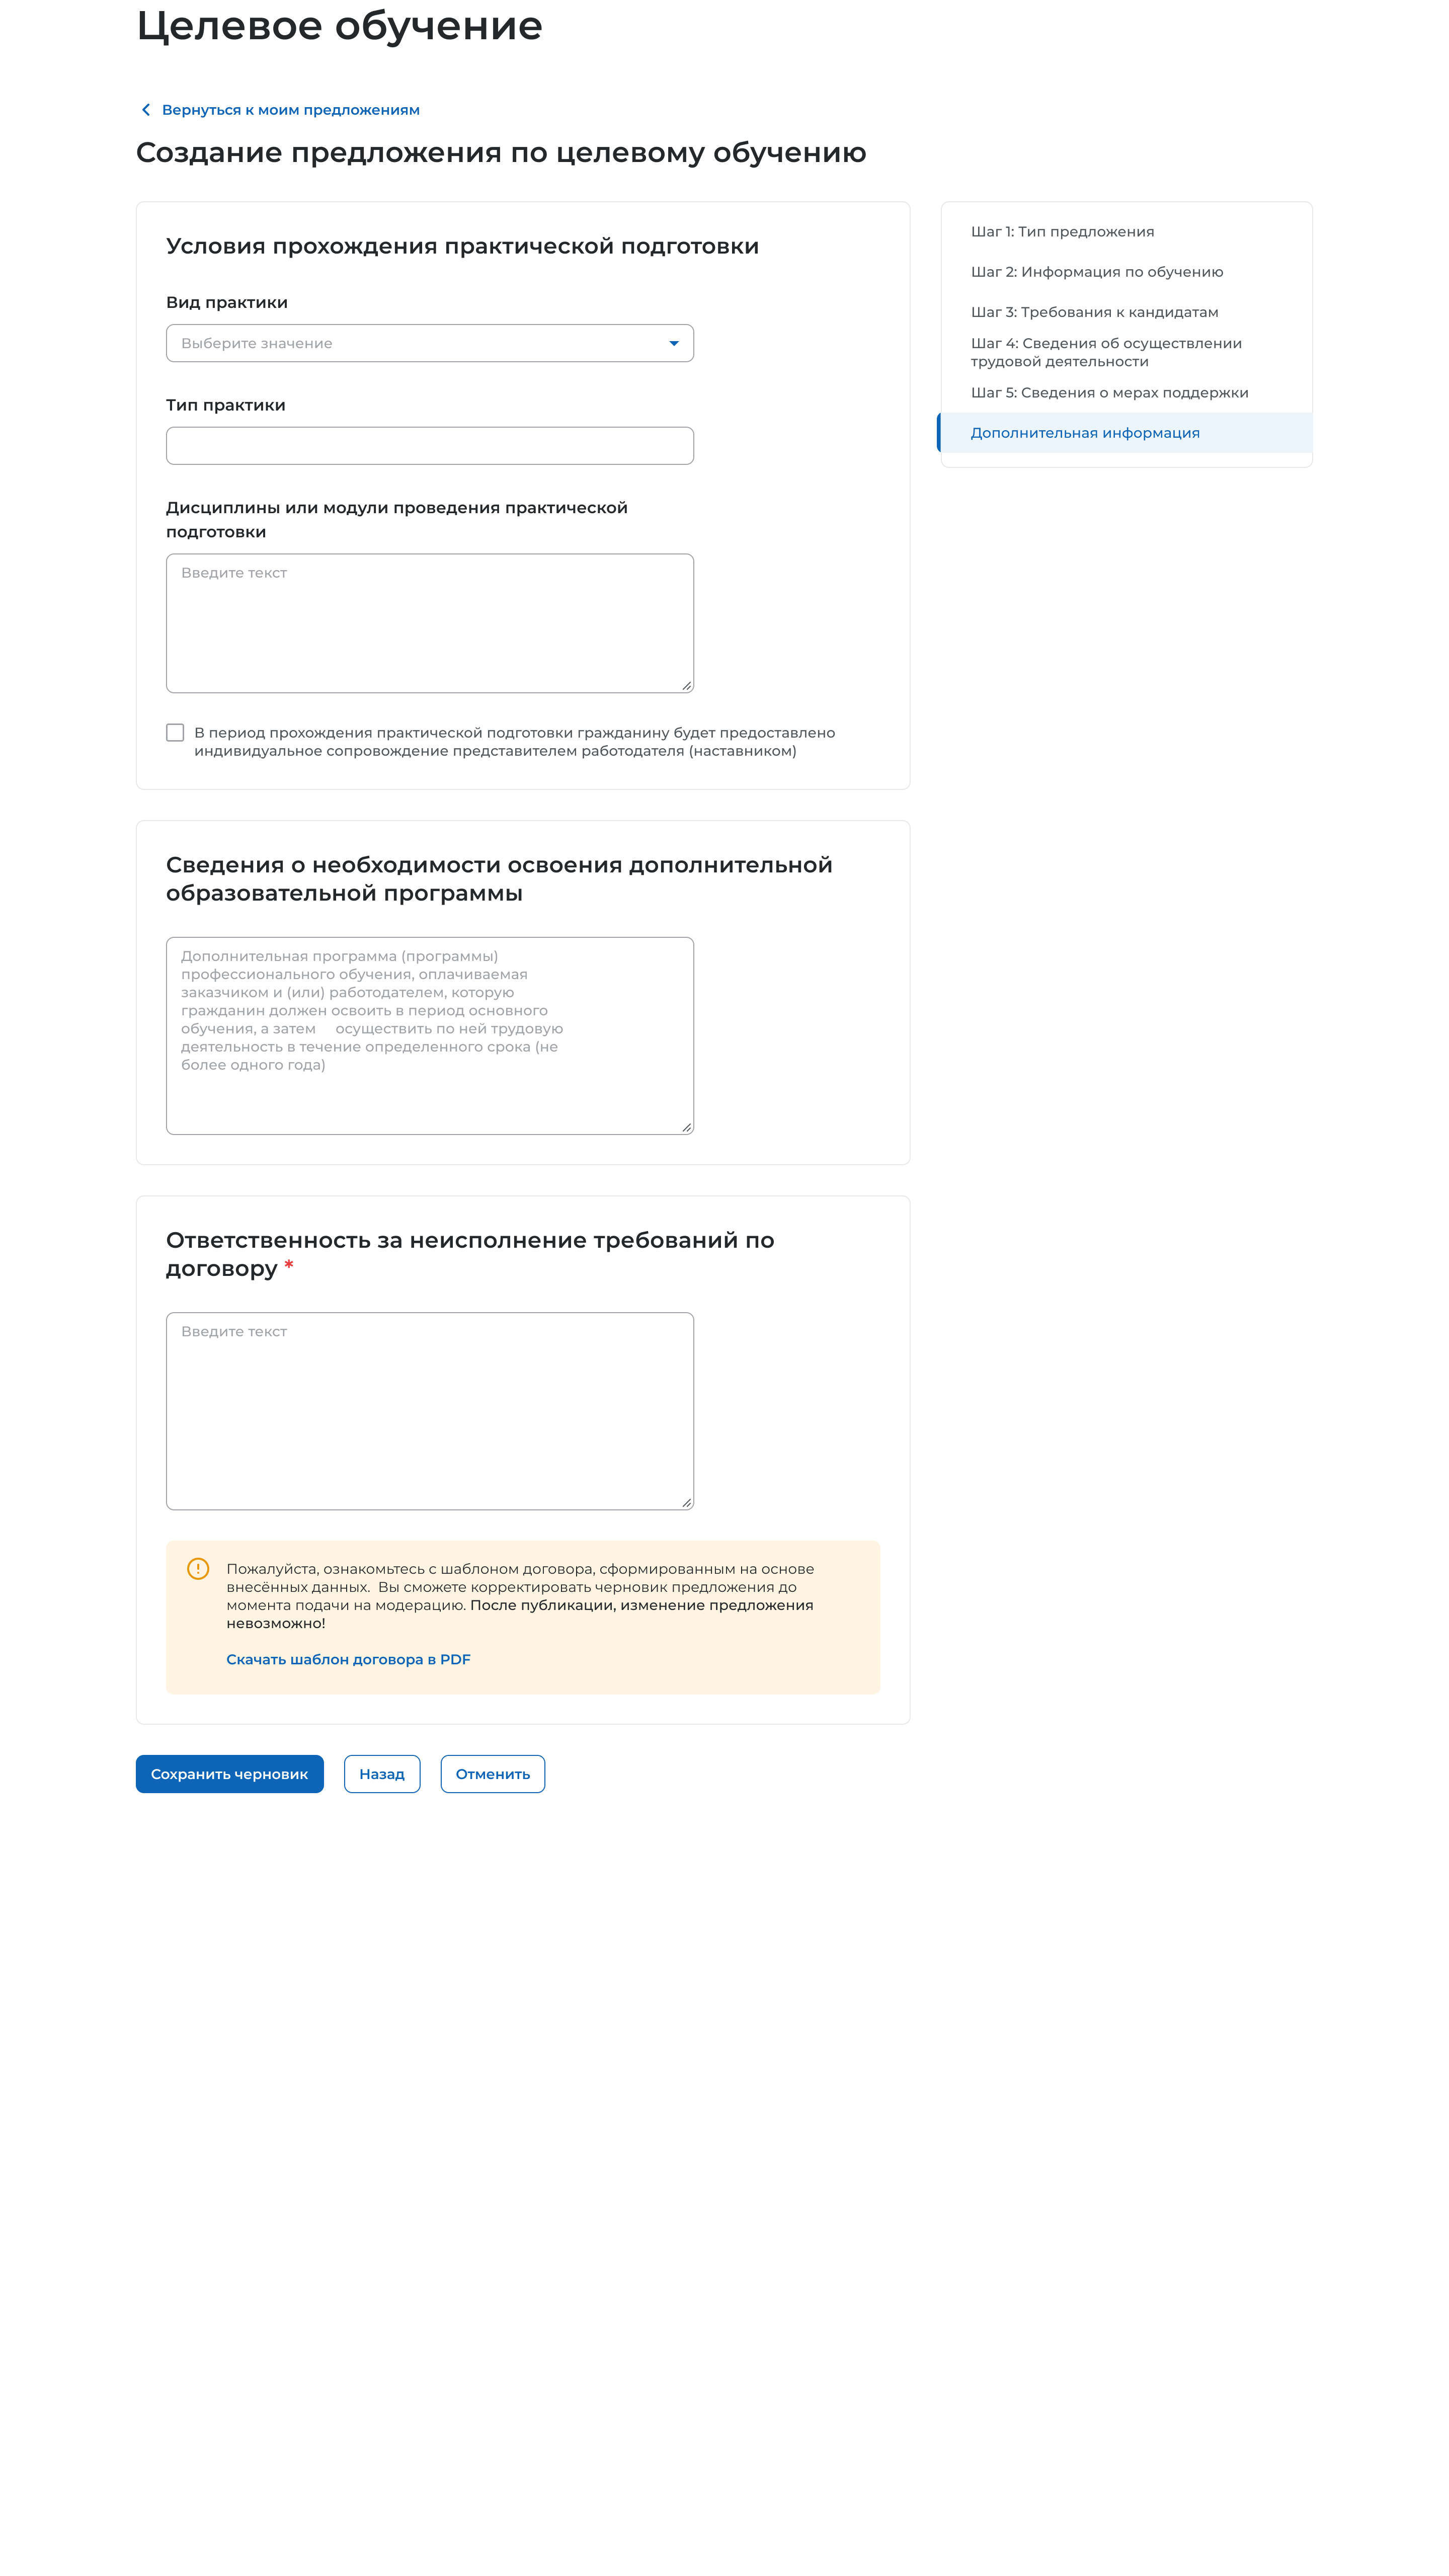 Целевое обучение
Вернуться к моим предложениям
Создание предложения по целевому обучению
Условия прохождения практической подготовки
Вид практики
Выберите значение
Тип практики
Дисциплины или модули проведения практической
подготовки
Введите текст
В период прохождения практической подготовки гражданину будет предоставлено
индивидуальное сопровождение представителем работодателя (наставником)
Сведения о необходимости освоения дополнительной
образовательной программы
Дополнительная программа (программы)
профессионального обучения, оплачиваемая
заказчиком и (или) работодателем, которую
гражданин должен освоить в период основного
обучения, а затем осуществить по ней трудовую
деятельность в течение определенного срока (не
более одного года)
Ответственность за неисполнение требований по
договору *
Введите текст
Пожалуйста, ознакомьтесь с шаблоном договора, сформированным на основе
внесённых данных. Вы сможете корректировать черновик предложения до
момента подачи на модерацию. После публикации, изменение предложения
невозможно!
Скачать шаблон договора в PDF
Сохранить черновик
Назад
Отменить
Шаг 1: Тип предложения
Шаг 2: Информация по обучению
Шаг 3: Требования к кандидатам
Шаг 4: Сведения об осуществлении
трудовой деятельности
Шаг 5: Сведения о мерах поддержки
Дополнительная информация